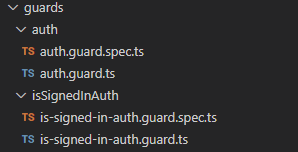 guards
auth
TS auth.guard.spec.ts
TS auth.guard.ts
isSignedInAuth
TS is-signed-in-auth.guard.spec.ts
TS is-signed-in-auth.guard.ts